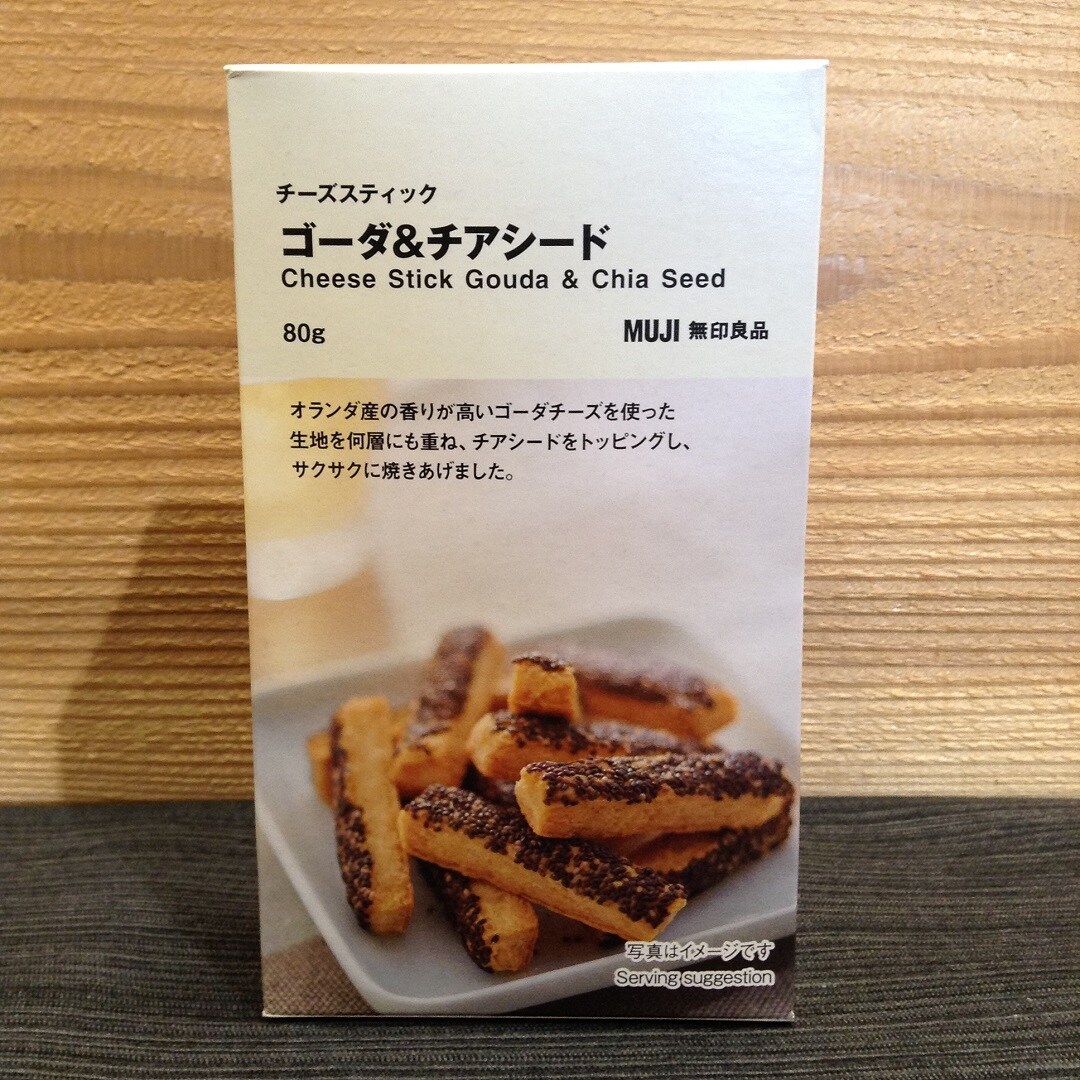 チーズスティック
ゴーダ&チアシード
Cheese Stick Gouda & Chia Seed
80g
MUJI 無印良品
オランダ産の香りが高いゴーダチーズを使った
生地を何層にも重ね、チアシードをトッピングし、
サクサクに焼きあげました。
写真はイメージです
Serving suggestion